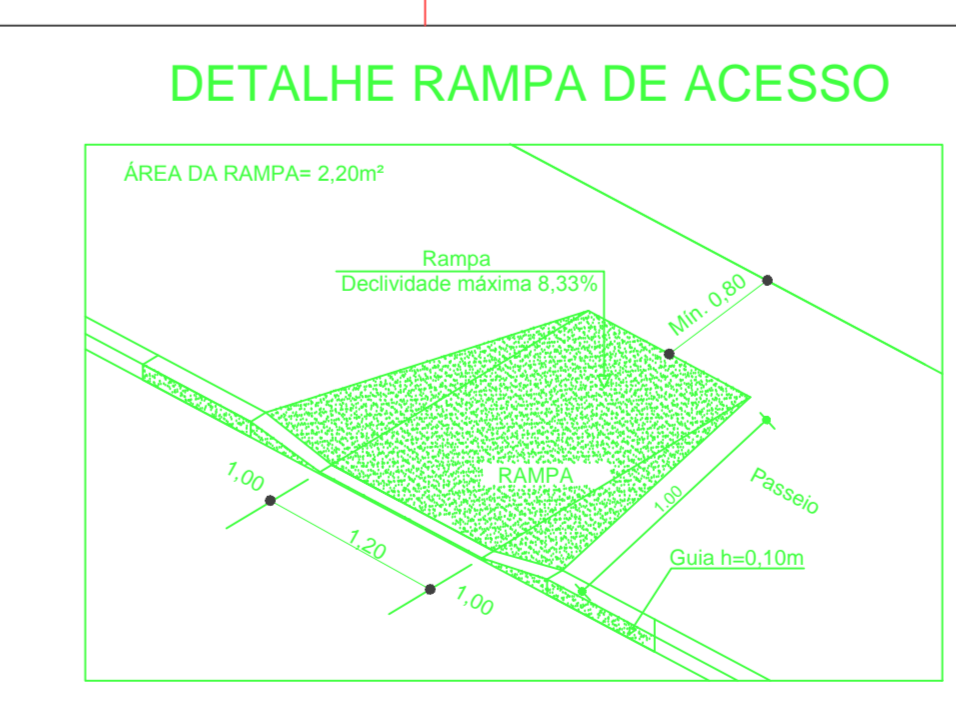 DETALHE RAMPA DE ACESSO
ÁREA DA RAMPA= 2,20m²
Rampa
Declividade máxima 8,33%
Mín. 0,80
RAMPA
1,00
1,20
1,00
1,00
Passeio
Guia h=0,10m